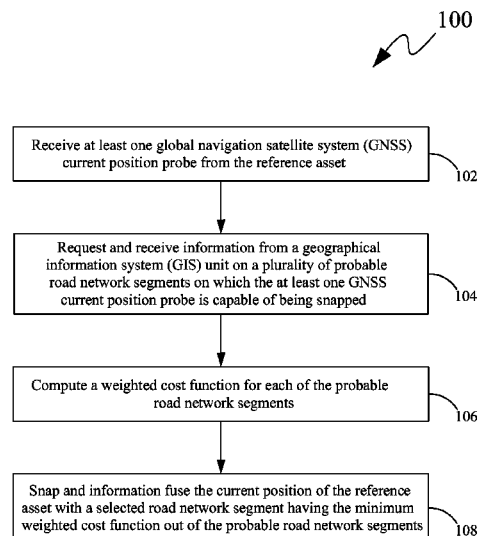 100
Receive at least one global navigation satellite system (GNSS)
current position probe from the reference asset
102
Request and receive information from a geographical
information system (GIS) unit on a plurality of probable
road network segments on which the at least one GNSS
current position probe is capable of being snapped
104
Compute a weighted cost function for each of the probable
road network segments
106
Snap and information fuse the current position of the reference
asset with a selected road network segment having the minimum
weighted cost function out of the probable road network segments
108